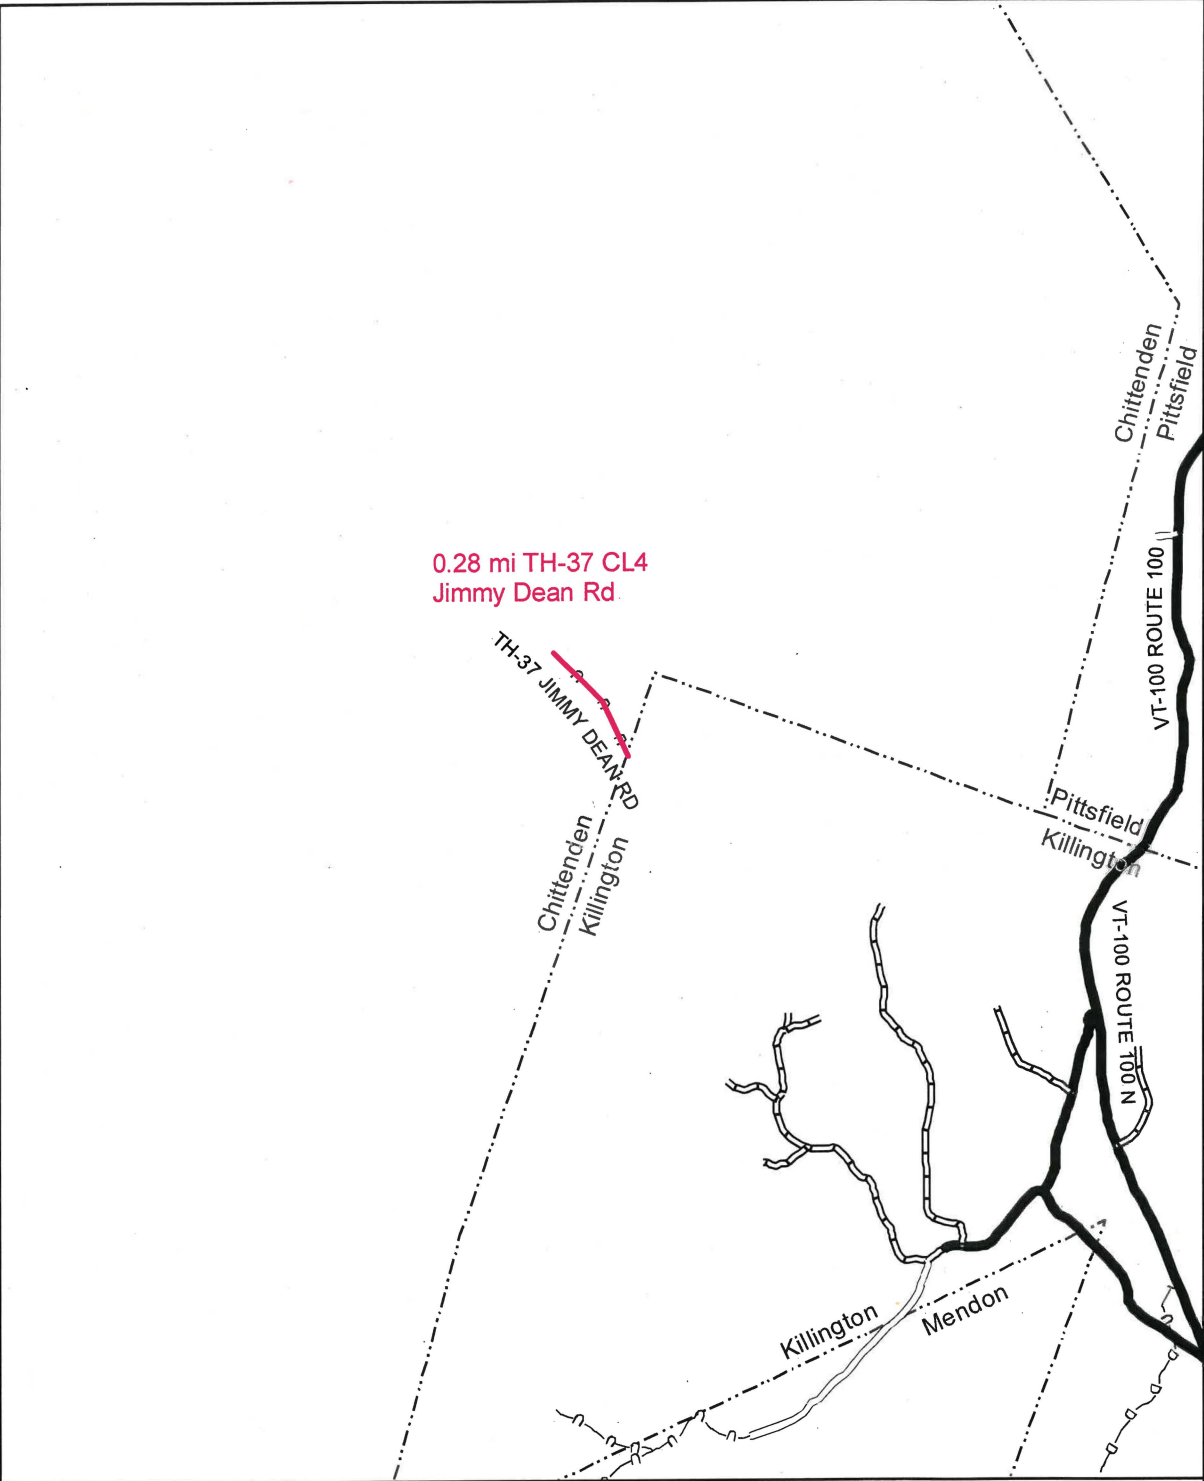 Chittenden
Pittsfield
VT-100 ROUTE 100
0.28 mi TH-37 CL4
Jimmy Dean Rd
TH-37 JIMMY DEAN RD
Pittsfield
Killington
Chittenden
Killington
VT-100 ROUTE 100 N
Killington
Mendon